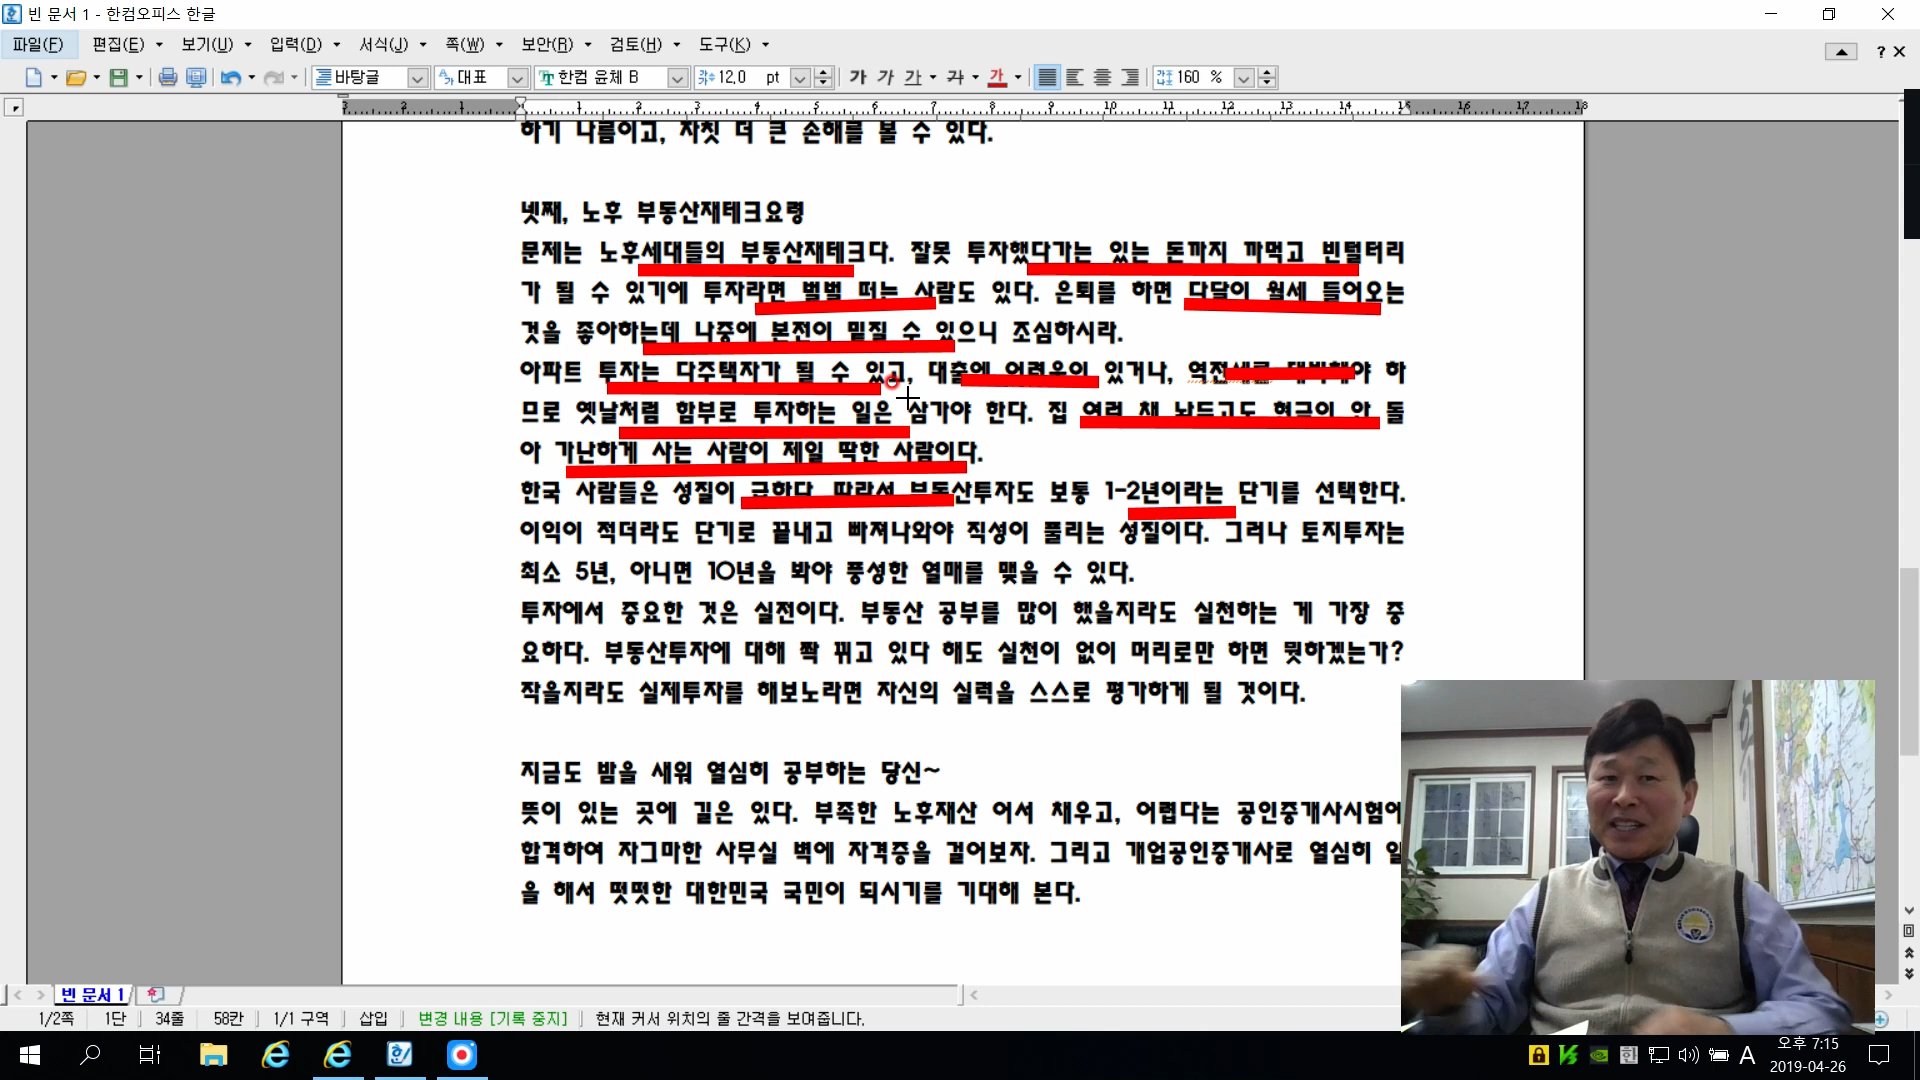 빈 문서 1 - 한컴오피스 한글
파일(F) 편집(E) 보기(U) 입력(D) 서식(J) 쪽(W) 보안(R) 검토(H) 도구(K)
바탕글 대표 한컴 윤체 B 12,0 pt 가 가 가 가 가 160 %
3 2 1 1 2 3 4 5 6 7 8 9 10 11 12 13 14 15 16 17 18
하기 나름이고, 자칫 더 큰 손해를 볼 수 있다.
넷째, 노후 부동산재테크요령
문제는 노후세대들의 부동산재테크다. 잘못 투자했다가는 있는 돈까지 까먹고 빈털터리
가 될 수 있기에 투자라면 벌벌 떠는 사람도 있다. 은퇴를 하면 다달이 월세 들어오는
것을 좋아하는데 나중에 본전이 밑질 수 있으니 조심하시라.
아파트 투자는 다주택자가 될 수 있고, 대출에 어려움이 있거나, 역전세를 대비해야 하
므로 옛날처럼 함부로 투자하는 일은 삼가야 한다. 집 여러 채 놔두고도 현금이 안 돌
아 가난하게 사는 사람이 제일 딱한 사람이다.
한국 사람들은 성질이 급하다. 따라서 부동산투자도 보통 1-2년이라는 단기를 선택한다.
이익이 적더라도 단기로 끝내고 빠져나와야 직성이 풀리는 성질이다. 그러나 토지투자는
최소 5년, 아니면 10년을 봐야 풍성한 열매를 맺을 수 있다.
투자에서 중요한 것은 실전이다. 부동산 공부를 많이 했을지라도 실천하는 게 가장 중
요하다. 부동산투자에 대해 짝 뀌고 있다 해도 실천이 없이 머리로만 하면 뭣하겠는가?
작을지라도 실제투자를 해보노라면 자신의 실력을 스스로 평가하게 될 것이다.
지금도 밤을 새워 열심히 공부하는 당신~
뜻이 있는 곳에 길은 있다. 부족한 노후재산 어서 채우고, 어렵다는 공인중개사시험에
합격하여 자그마한 사무실 벽에 자격증을 걸어보자. 그리고 개업공인중개사로 열심히 일
을 해서 떳떳한 대한민국 국민이 되시기를 기대해 본다.
빈 문서 1
1/2쪽 1단 34줄 58칸 1/1 구역 삽입 변경 내용 [기록 중지] 현재 커서 위치의 줄 간격을 보여줍니다.
한 A 오후 7:15
2019-04-26